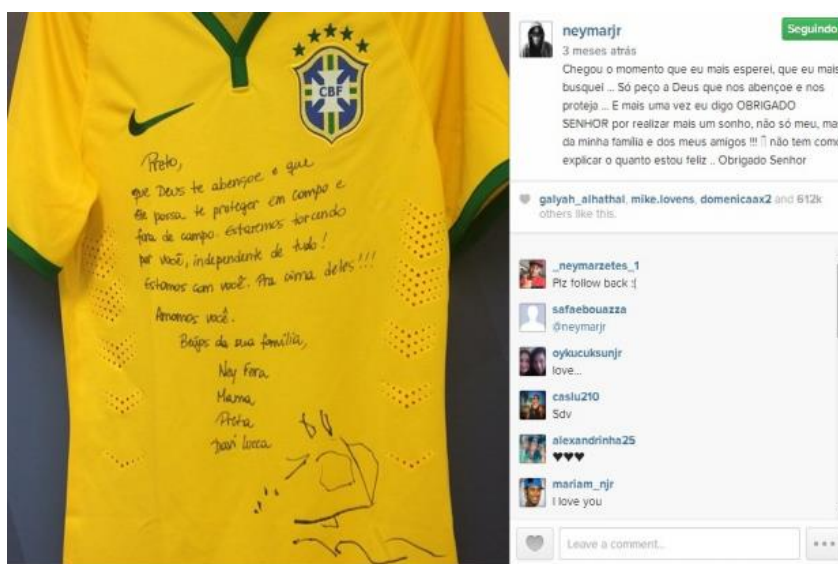 CBF
Preto,
que Deus te abençoe e que
Ele possa te proteger em campo e
fora de campo. Estaremos torcendo
por você, independente de tudo!
Estamos com você. Pra cima deles!!!
Amamos você.
Beijos da sua família,
Ney Fera
Mama
Preta
Davi Lucca
neymarjr
Seguindo
3 meses atrás
Chegou o momento que eu mais esperei, que eu mais
busquei ... Só peço a Deus que nos abençoe e nos
proteja ... E mais uma vez eu digo OBRIGADO
SENHOR por realizar mais um sonho, não só meu, ma
da minha família e dos meus amigos !!! não tem como
explicar o quanto estou feliz .. Obrigado Senhor
galyah_alhathal, mike.lovens, domenicaax2 and 612k
others like this.
_neymarzetes_1
Plz follow back :(
safaebouazza
@neymarjr
oykucuksunjr
love...
caslu210
Sdv
alexandrinha25
♥♥♥
mariam_njr
I love you
Leave a comment...